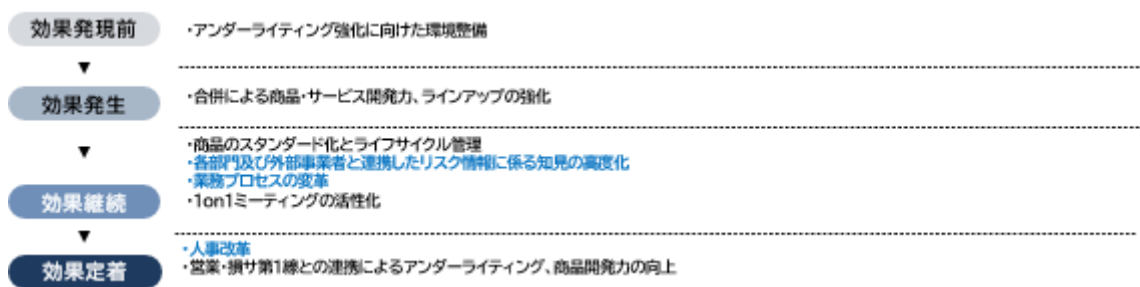 効果発現前
・アンダーライティング強化に向けた環境整備
▼
効果発生
・合併による商品・サービス開発力、ラインアップの強化
▼
・商品のスタンダード化とライフサイクル管理
・各部門及び外部事業者と連携したリスク情報に係る知見の高度化
・業務プロセスの変革
効果継続
・1on1ミーティングの活性化
▼
・人事改革
効果定着
・営業・損サ第1線との連携によるアンダーライティング、商品開発力の向上